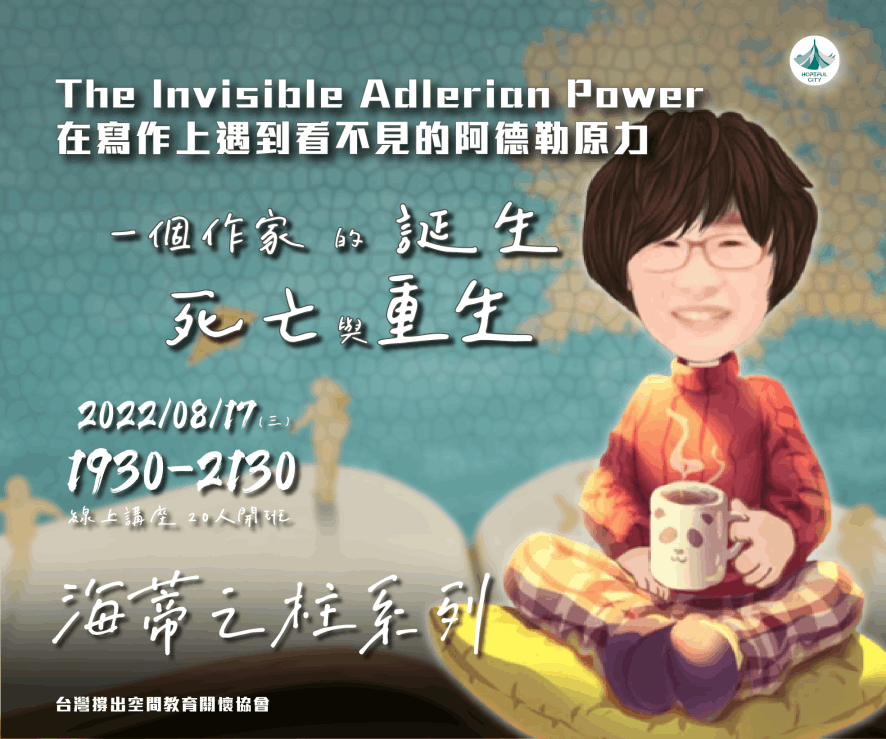 HOPEFUL
CITY
The Invisible Adlerian Power
在寫作上遇到看不見的阿德勒原力
一個作家 的 誕生
死亡與重生
2022/08/17(三)
1930-2130
線上講座 20人開班
海蒂之柱系列
台灣撐出空間教育關懷協會